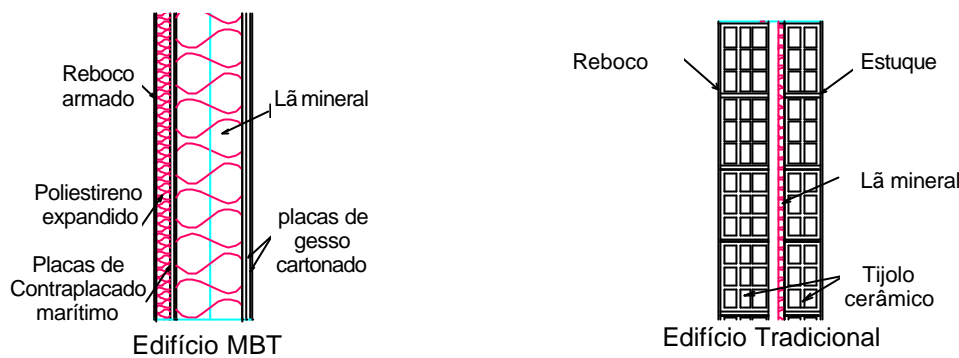 Reboco
armado
Lã mineral
Poliestireno
expandido
placas de
gesso
cartonado
Placas de
Contraplacado
marítimo
Edifício MBT
Reboco
Estuque
Lã mineral
Tijolo
cerâmico
Edifício Tradicional